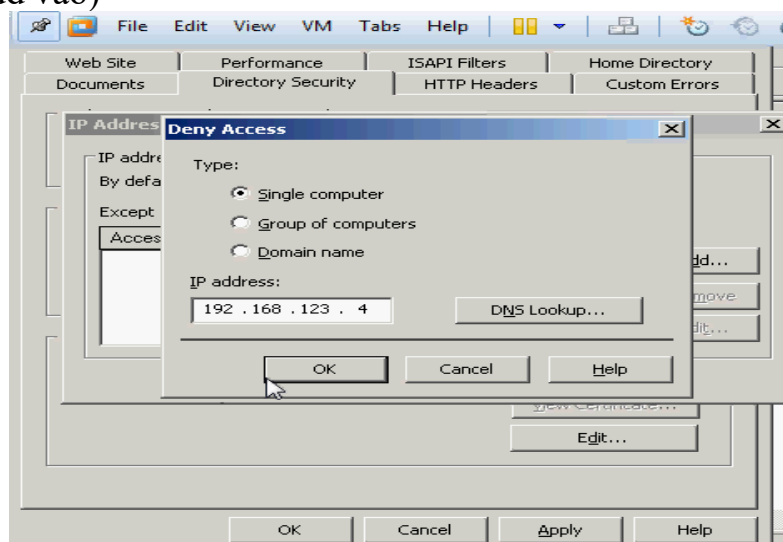 File Edit View VM Tabs Help
Web Site Performance ISAPI Filters Home Directory
Documents Directory Security HTTP Headers Custom Errors
IP Addres
Deny Access
IP addre
By defa
Except
Acces
Type:
Single computer
Group of computers
Domain name
IP address:
192 .168 .123 . 4
DNS Lookup...
OK Cancel Help
dd...
move
dit...
View Certificate...
Edit...
OK Cancel Apply Help